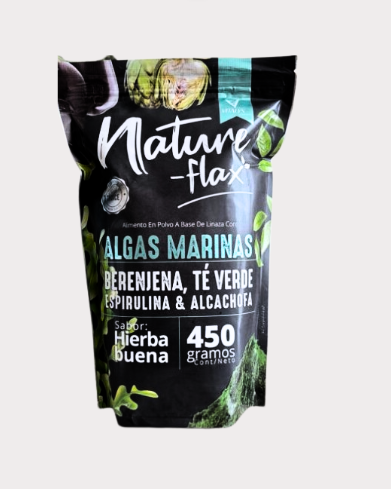 Nature
-flax
Alimento En Polvo A Base De Linaza Con:
ALGAS MARINAS
BERENJENA, TÉ VERDE
ESPIRULINA & ALCACHOFA
Sabor:
Hierba
buena
450
gramos
Cont/Neto